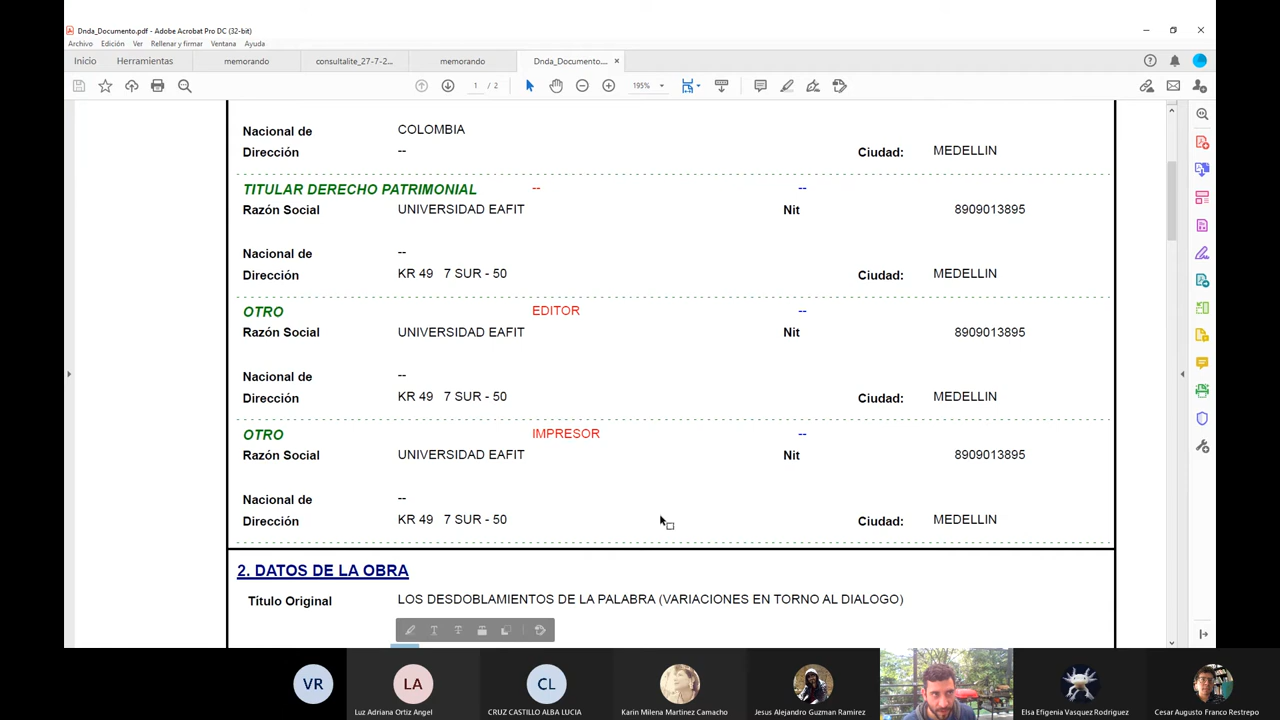 Dnda_Documento.pdf - Adobe Acrobat Pro DC (32-bit)
Archivo Edición Ver Rellenar y firmar Ventana Ayuda
Inicio Herramientas memorando consultalite_27-7-2... memorando Dnda_Documento.... ×
1 / 2 195%
Nacional de COLOMBIA
Dirección -- Ciudad: MEDELLIN
TITULAR DERECHO PATRIMONIAL -- --
Razón Social UNIVERSIDAD EAFIT Nit 8909013895
Nacional de --
Dirección KR 49 7 SUR - 50 Ciudad: MEDELLIN
OTRO EDITOR --
Razón Social UNIVERSIDAD EAFIT Nit 8909013895
Nacional de --
Dirección KR 49 7 SUR - 50 Ciudad: MEDELLIN
OTRO IMPRESOR --
Razón Social UNIVERSIDAD EAFIT Nit 8909013895
Nacional de --
Dirección KR 49 7 SUR - 50 Ciudad: MEDELLIN
2. DATOS DE LA OBRA
Titulo Original LOS DESDOBLAMIENTOS DE LA PALABRA (VARIACIONES EN TORNO AL DIALOGO)
VR LA CL
Luz Adriana Ortiz Angel CRUZ CASTILLO ALBA LUCIA Karin Milena Martinez Camacho Jesus Alejandro Guzman Ramirez Elsa Efigenia Vasquez Rodriguez Cesar Augusto Franco Restrepo